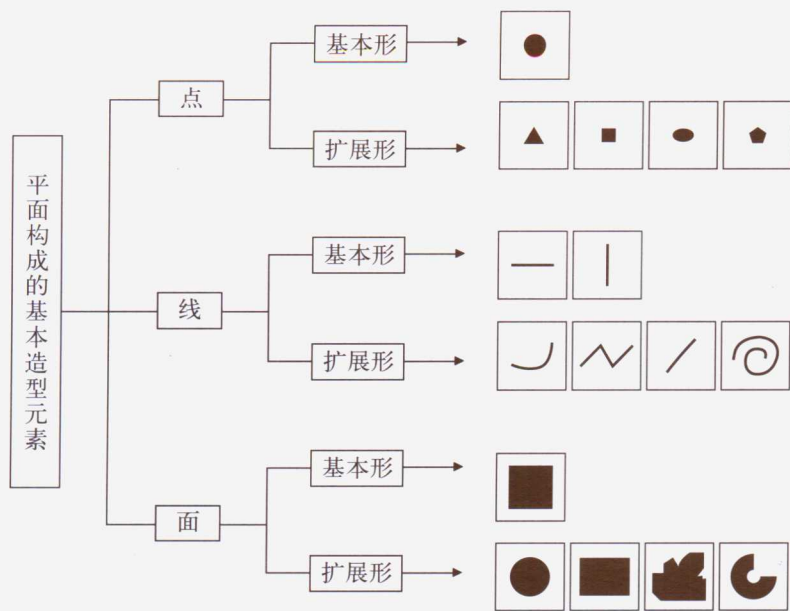 平面构成的基本造型元素
点
基本形
扩展形
线
基本形
扩展形
面
基本形
扩展形